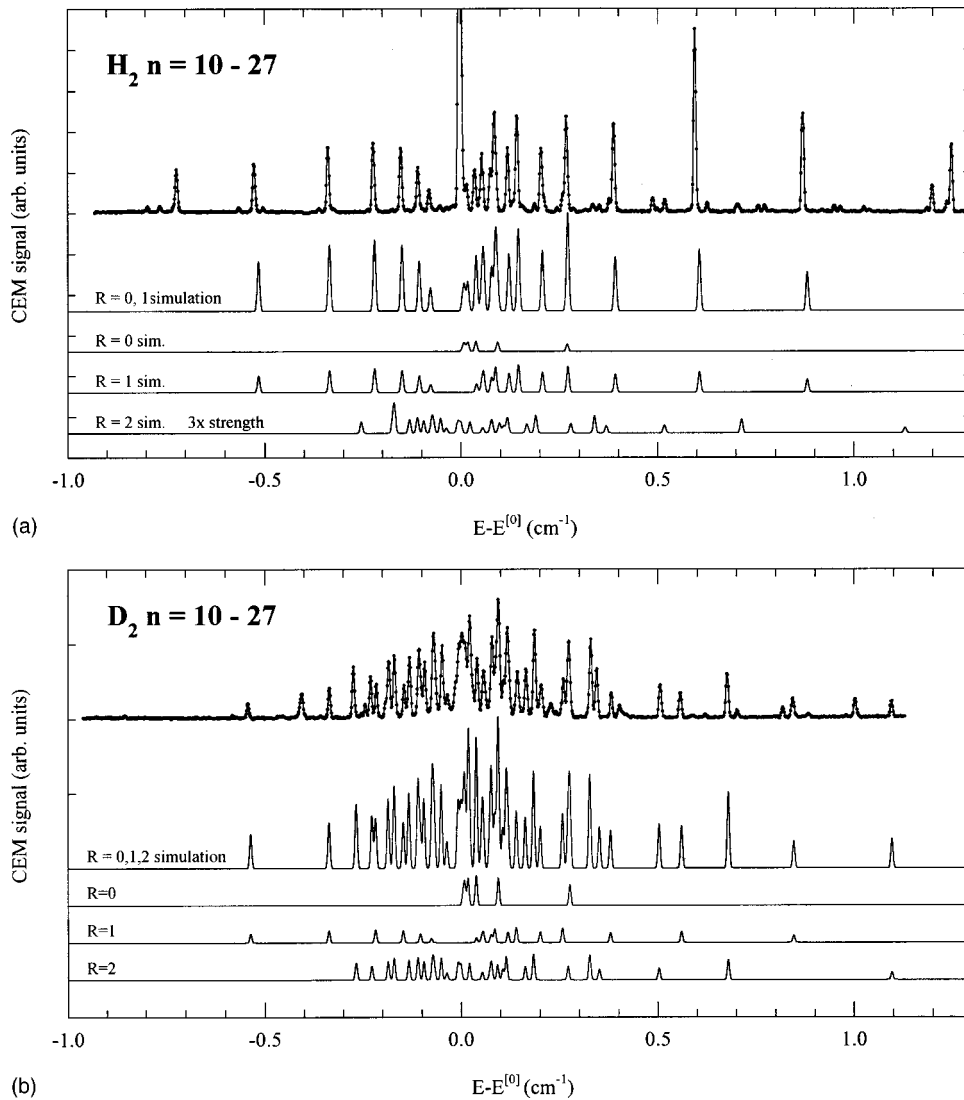 H2 n = 10 - 27
CEM signal (arb. units)
R = 0, 1simulation
R = 0 sim.
R = 1 sim.
R = 2 sim. 3x strength
-1.0 -0.5 0.0 0.5 1.0
(a)
E-E[0] (cm-1)
D2 n = 10 - 27
CEM signal (arb. units)
R = 0,1,2 simulation
R=0
R=1
R=2
-1.0 -0.5 0.0 0.5 1.0
(b)
E-E[0] (cm-1)